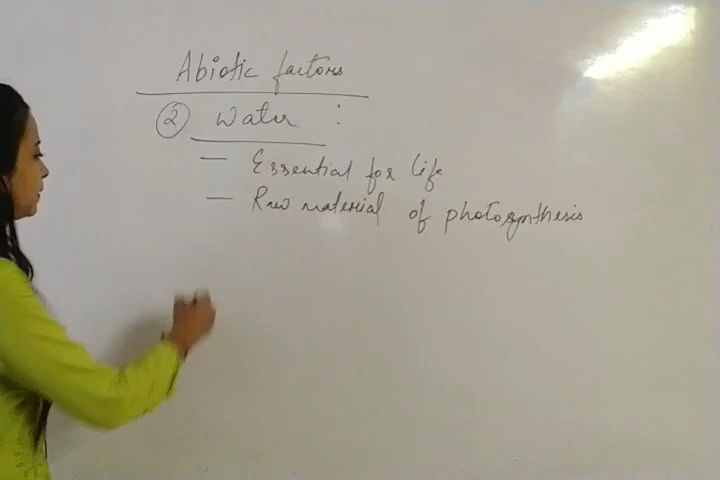 Abiotic factors
② Water :
— Essential for life
— Raw material of photosynthesis